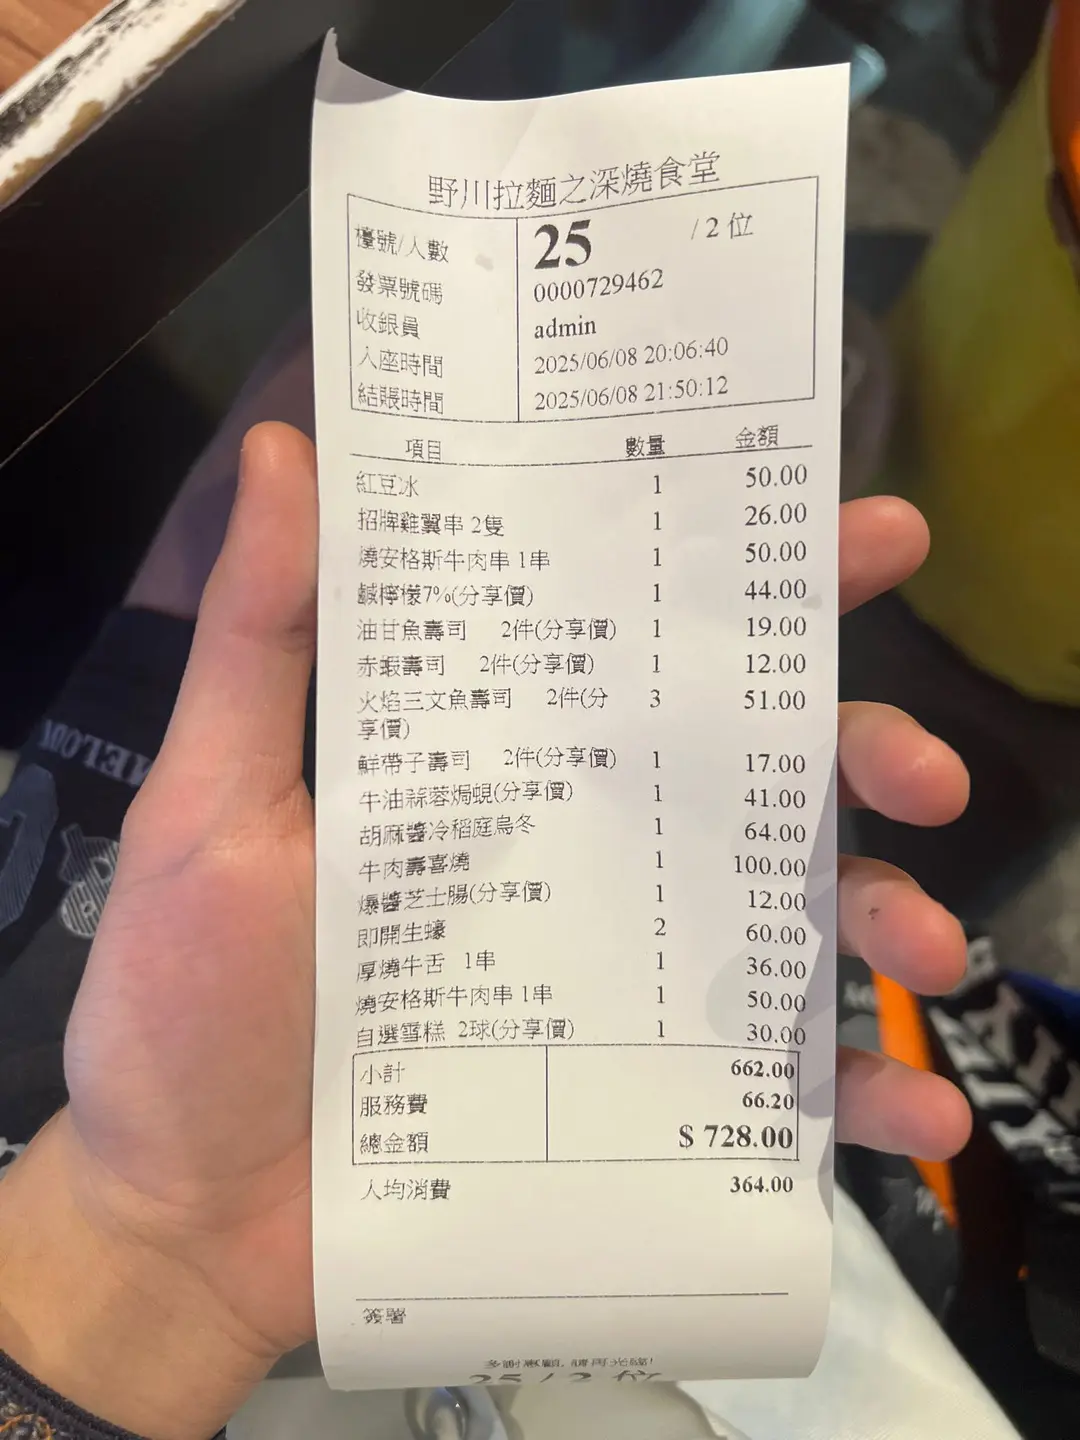 野川拉麵之深燒食堂
檯號/人數 25 / 2 位
發票號碼 0000729462
收銀員 admin
入座時間 2025/06/08 20:06:40
結賬時間 2025/06/08 21:50:12
項目 數量 金額
紅豆冰 1 50.00
招牌雞翼串 2隻 1 26.00
燒安格斯牛肉串 1串 1 50.00
鹹檸檬7%(分享價) 1 44.00
油甘魚壽司 2件(分享價) 1 19.00
赤蝦壽司 2件(分享價) 1 12.00
火焰三文魚壽司 2件(分 3 51.00
享價)
鮮帶子壽司 2件(分享價) 1 17.00
牛油蒜蓉焗蜆(分享價) 1 41.00
胡麻醬冷稻庭烏冬 1 64.00
牛肉壽喜燒 1 100.00
爆醬芝士腸(分享價) 1 12.00
即開生蠔 2 60.00
厚燒牛舌 1串 1 36.00
燒安格斯牛肉串 1串 1 50.00
自選雪糕 2球(分享價) 1 30.00
小計 662.00
服務費 66.20
總金額 $ 728.00
人均消費 364.00
簽署
多謝惠顧, 請再光臨!
25 / 2 位
MELODY